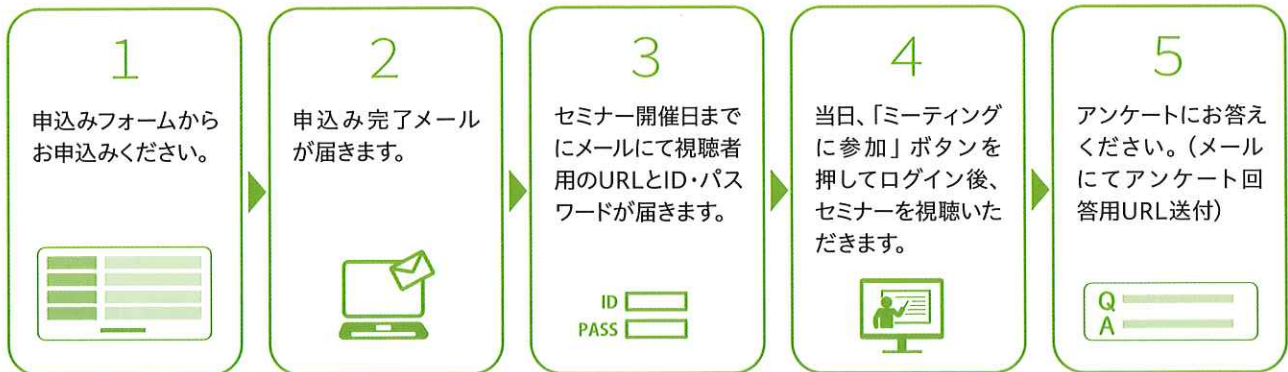 1
申込みフォームから
お申込みください。
2
申込み完了メール
が届きます。
3
セミナー開催日まで
にメールにて視聴者
用のURLとID・パス
ワードが届きます。
ID
PASS
4
当日、「ミーティング
に参加」ボタンを
押してログイン後、
セミナーを視聴いた
だきます。
5
アンケートにお答え
ください。(メール
にてアンケート回
答用URL送付)
Q
A